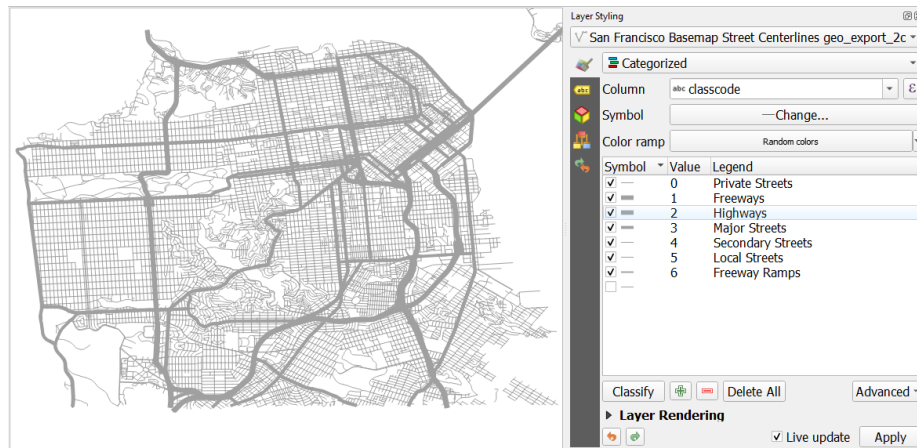 Layer Styling
San Francisco Basemap Street Centerlines geo_export_2c
Categorized
abc
Column abc classcode ε
Symbol Change...
Color ramp Random colors
Symbol Value Legend
0 Private Streets
1 Freeways
2 Highways
3 Major Streets
4 Secondary Streets
5 Local Streets
6 Freeway Ramps
Classify Delete All Advanced
Layer Rendering
Live update Apply